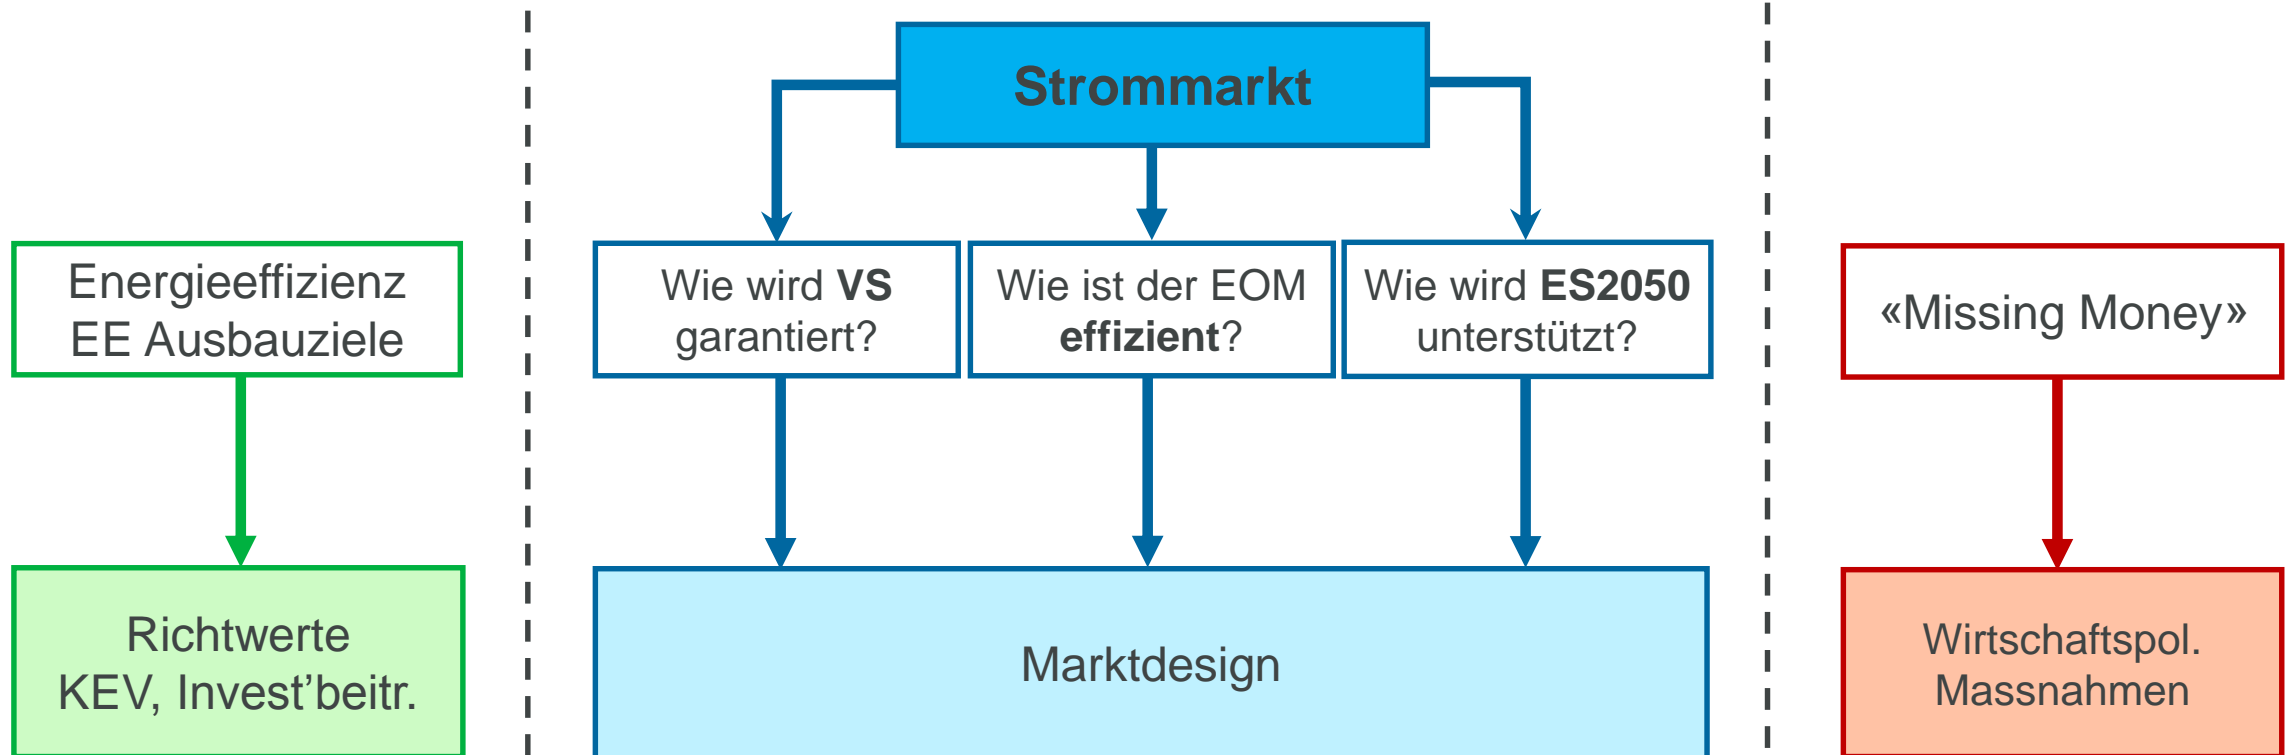 Strommarkt
Energieeffizienz
EE Ausbauziele
Wie wird VS
garantiert?
Wie ist der EOM
effizient?
Wie wird ES2050
unterstützt?
«Missing Money»
Richtwerte
KEV, Invest’beitr.
Marktdesign
Wirtschaftspol.
Massnahmen